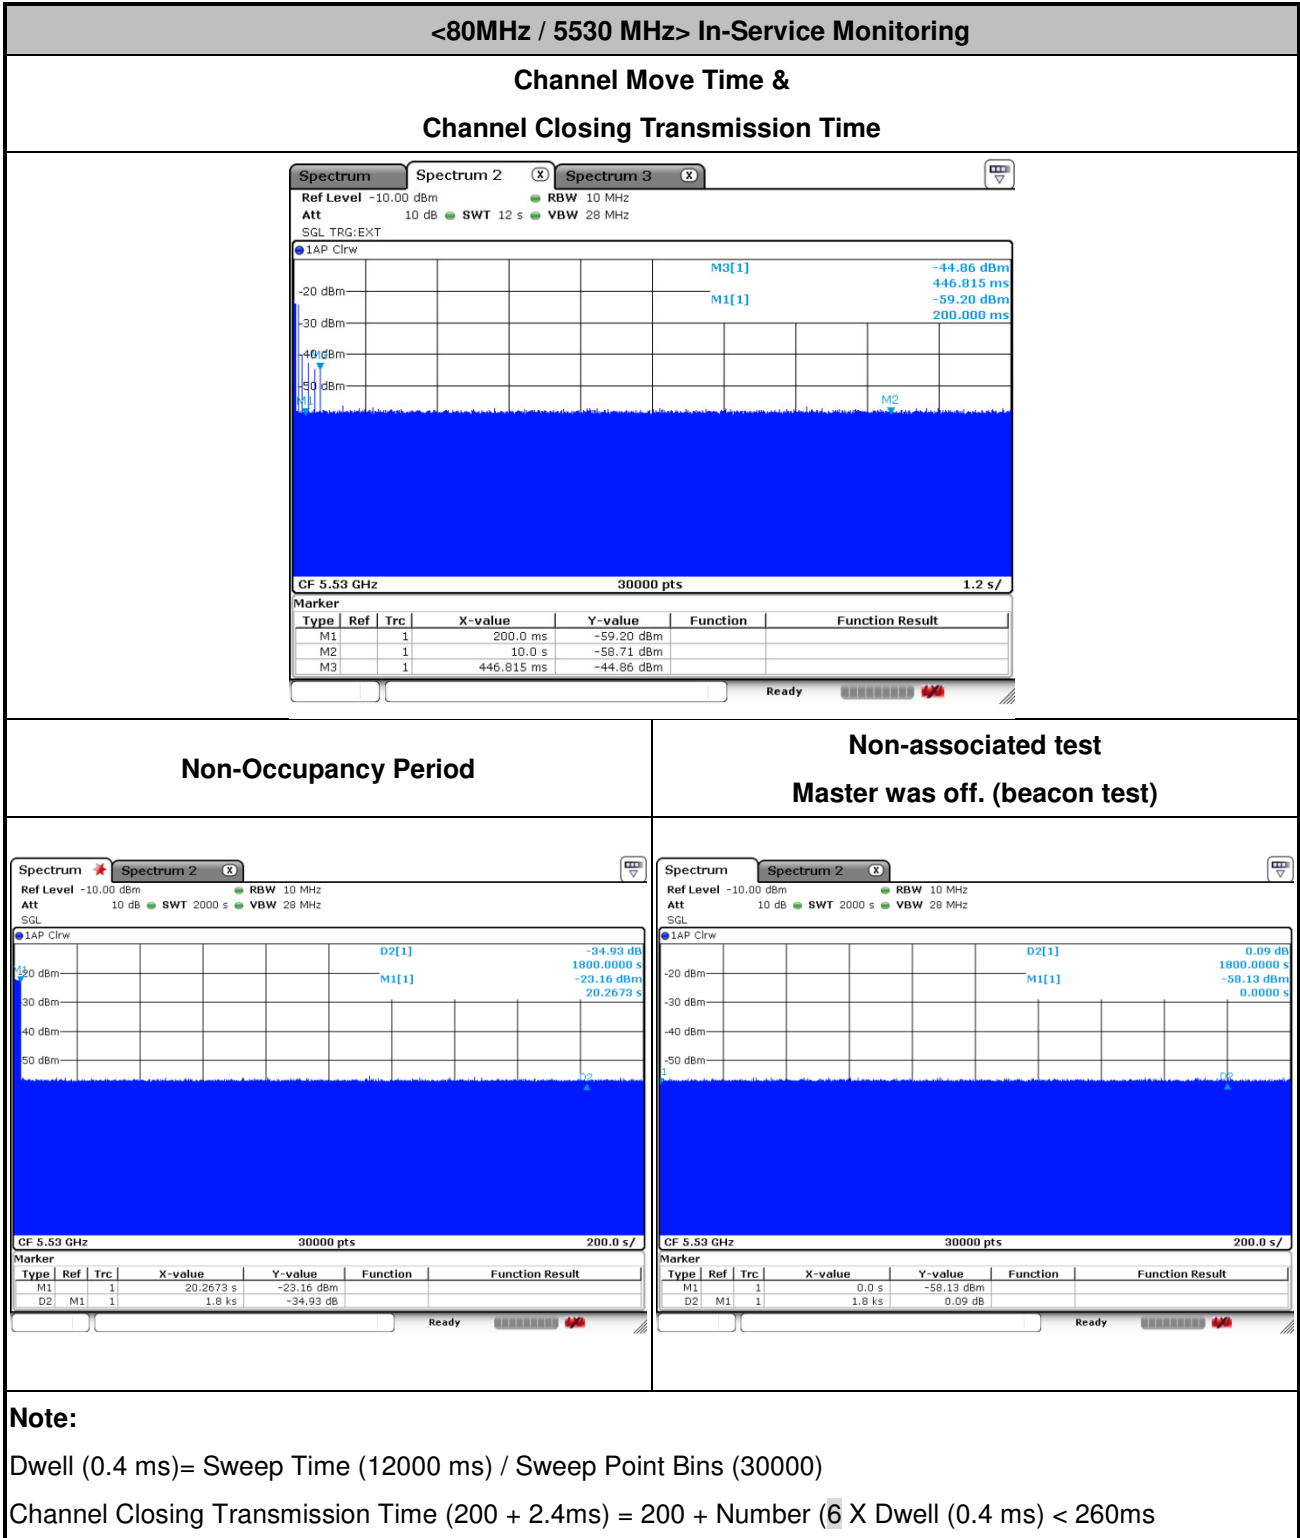 <80MHz / 5530 MHz> In-Service Monitoring
Channel Move Time &
Channel Closing Transmission Time
Spectrum Spectrum 2 X Spectrum 3 X
Ref Level -10.00 dBm RBW 10 MHz
Att 10 dB SWT 12 s VBW 28 MHz
SGL TRG:EXT
1AP Clrw
M3[1] -44.86 dBm
446.815 ms
-20 dBm
M1[1] -59.20 dBm
200.000 ms
-30 dBm
-40 dBm
M3
-50 dBm
M1
M2
CF 5.53 GHz 30000 pts 1.2 s/
Marker
Type Ref Trc X-value Y-value Function Function Result
M1 1 200.0 ms -59.20 dBm
M2 1 10.0 s -58.71 dBm
M3 1 446.815 ms -44.86 dBm
Ready
Non-Occupancy Period
Non-associated test
Master was off. (beacon test)
Spectrum Spectrum 2 X
Ref Level -10.00 dBm RBW 10 MHz
Att 10 dB SWT 2000 s VBW 28 MHz
SGL
1AP Clrw
D2[1] -34.93 dB
1800.0000 s
M1
-20 dBm
M1[1] -23.16 dBm
20.2673 s
-30 dBm
-40 dBm
-50 dBm
D2
CF 5.53 GHz 30000 pts 200.0 s/
Marker
Type Ref Trc X-value Y-value Function Function Result
M1 1 20.2673 s -23.16 dBm
D2 M1 1 1.8 ks -34.93 dB
Ready
Spectrum Spectrum 2 X
Ref Level -10.00 dBm RBW 10 MHz
Att 10 dB SWT 2000 s VBW 28 MHz
SGL
1AP Clrw
D2[1] 0.09 dB
1800.0000 s
-20 dBm
M1[1] -58.13 dBm
0.0000 s
-30 dBm
-40 dBm
-50 dBm
1
D2
CF 5.53 GHz 30000 pts 200.0 s/
Marker
Type Ref Trc X-value Y-value Function Function Result
M1 1 0.0 s -58.13 dBm
D2 M1 1 1.8 ks 0.09 dB
Ready
Note:
Dwell (0.4 ms)= Sweep Time (12000 ms) / Sweep Point Bins (30000)
Channel Closing Transmission Time (200 + 2.4ms) = 200 + Number (6 X Dwell (0.4 ms) < 260ms